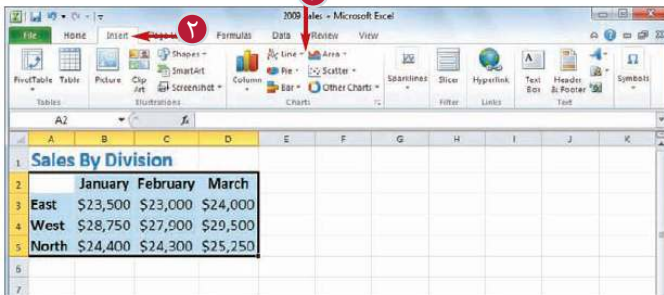 2009 Sales - Microsoft Excel
File Home Insert Formulas Data Review View
۲
PivotTable Table Picture Clip Art Shapes SmartArt Screenshot Column Line Pie Bar Area Scatter Other Charts Sparklines Slicer Hyperlink Text Box Header & Footer Symbols
Tables Illustrations Charts Filter Links Text
A2 fx
A B C D E F G H I J K
1 Sales By Division
2 January February March
3 East $23,500 $23,000 $24,000
4 West $28,750 $27,900 $29,500
5 North $24,400 $24,300 $25,250
6
7